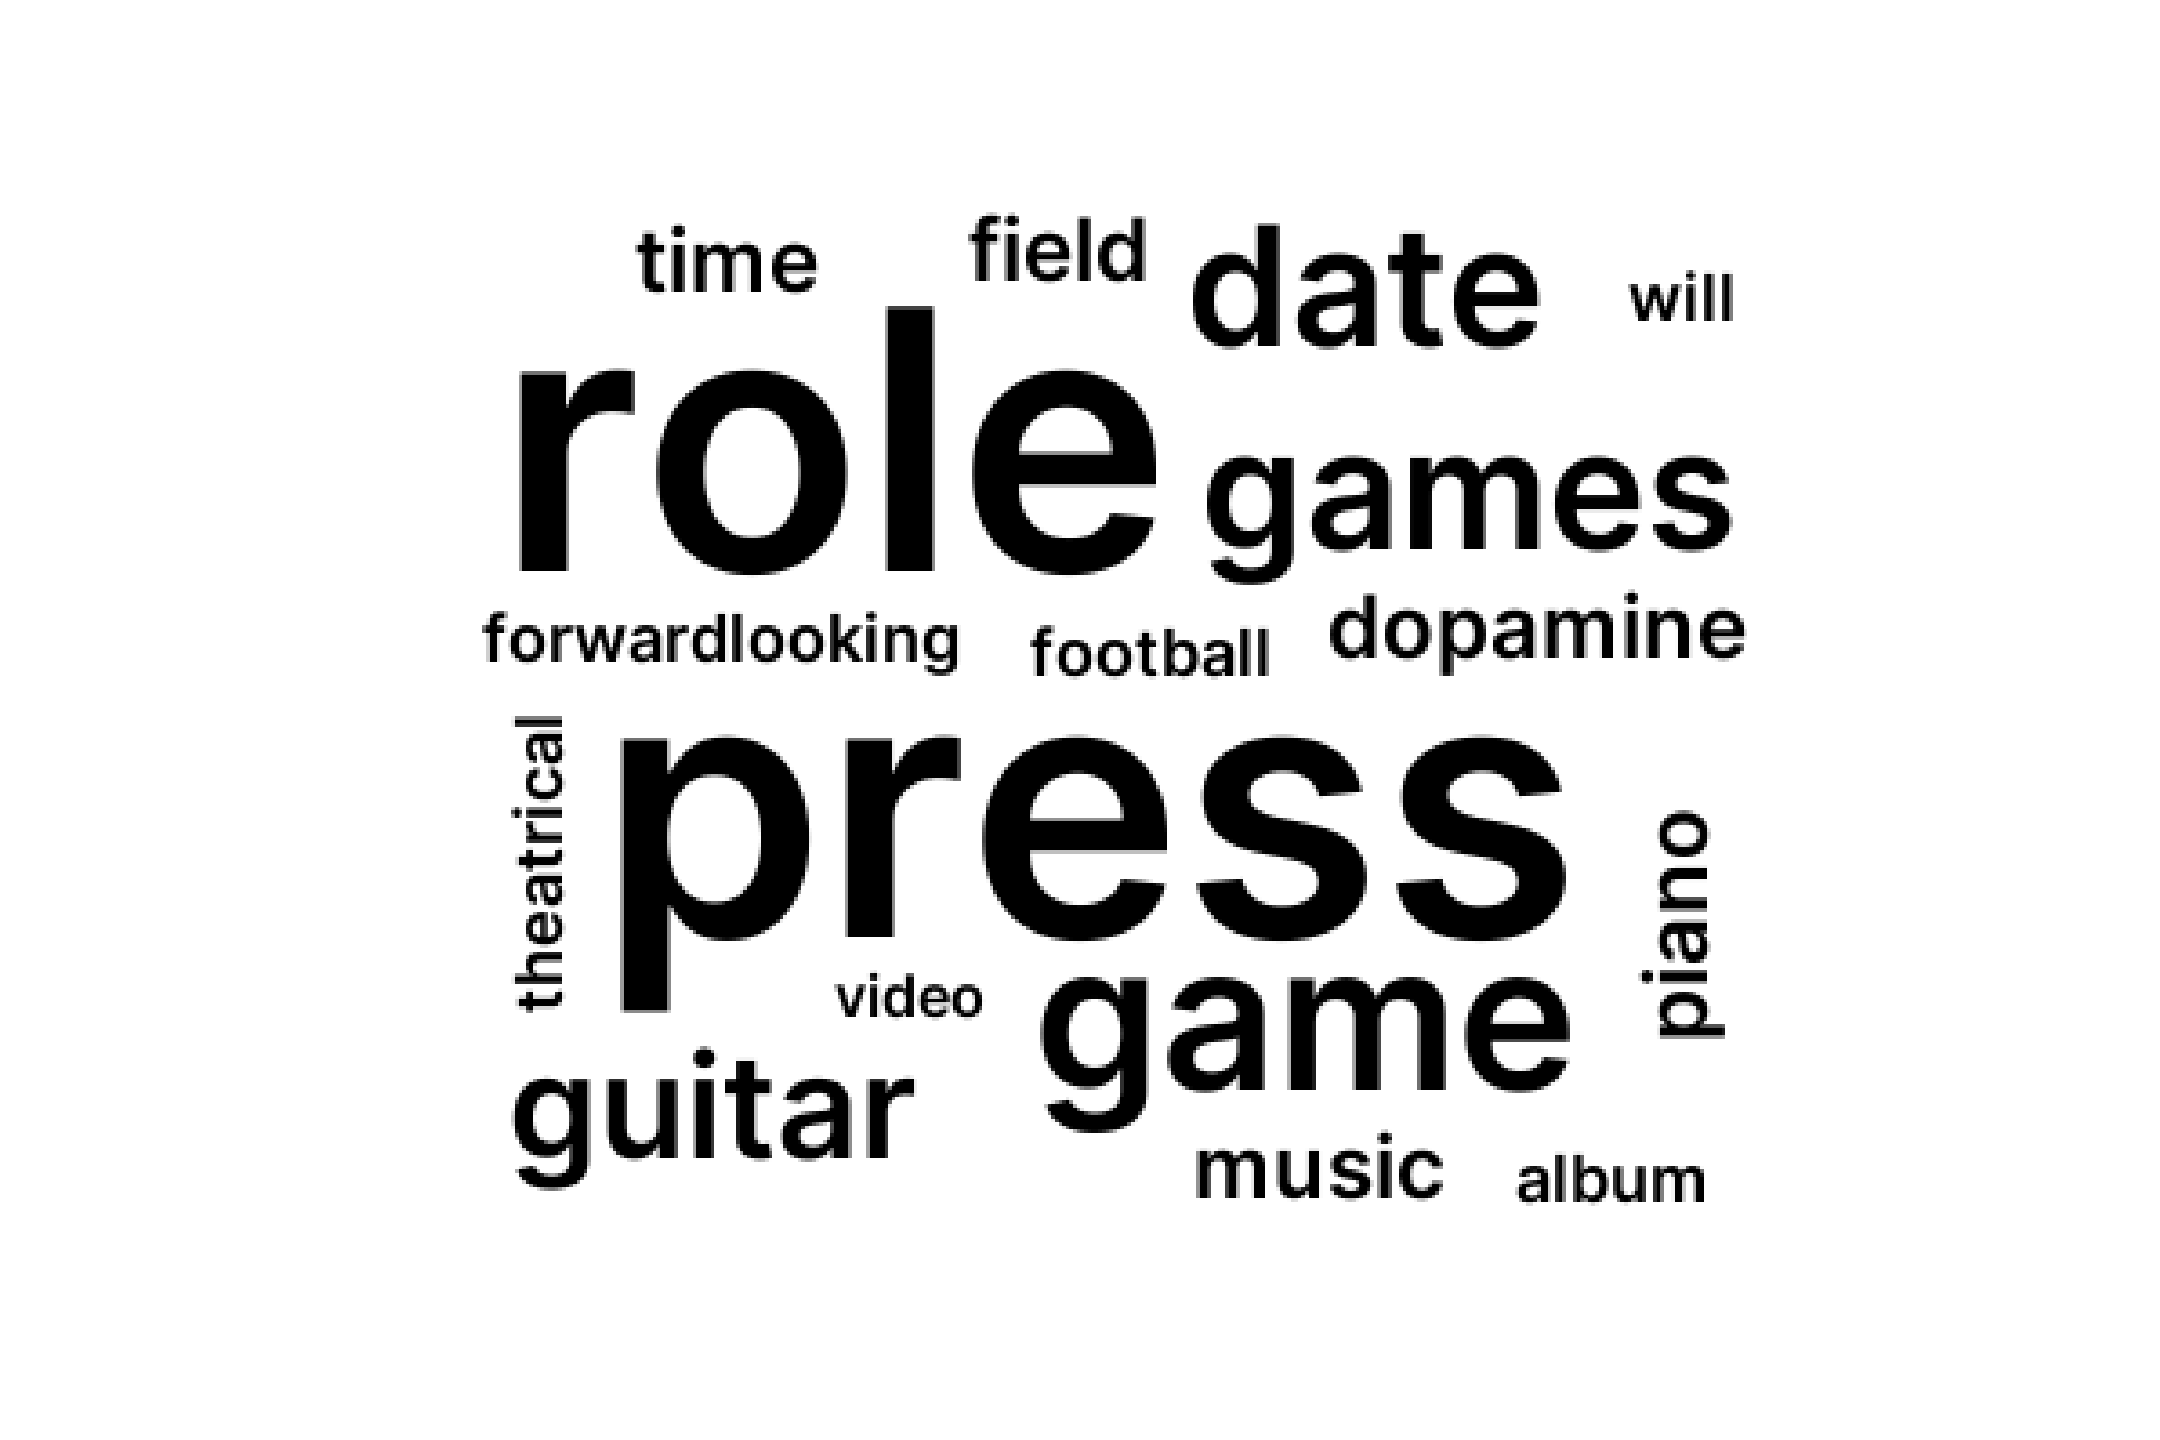 time field date will
role games
forwardlooking football dopamine
theatrical press piano
video game
guitar
music album